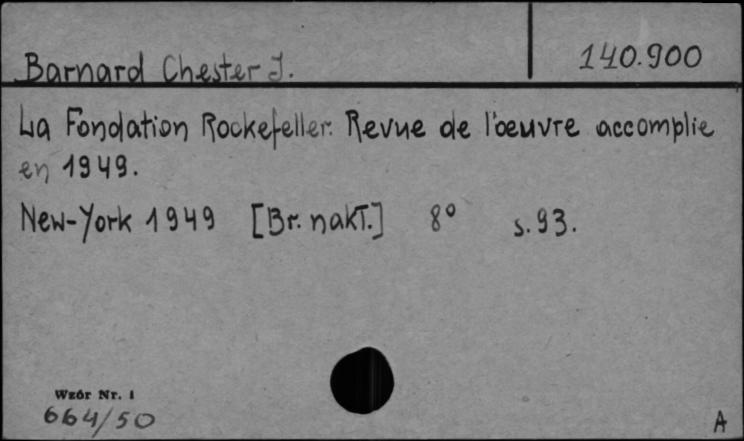 Barnard Chester J.
140.900
La Fondation Rockefeller. Revue de l'oeuvre accomplie
en 1949.
New-York 1949 [Br. nakł.] 8° s. 93.
Wzór Nr. 1
664/50
A